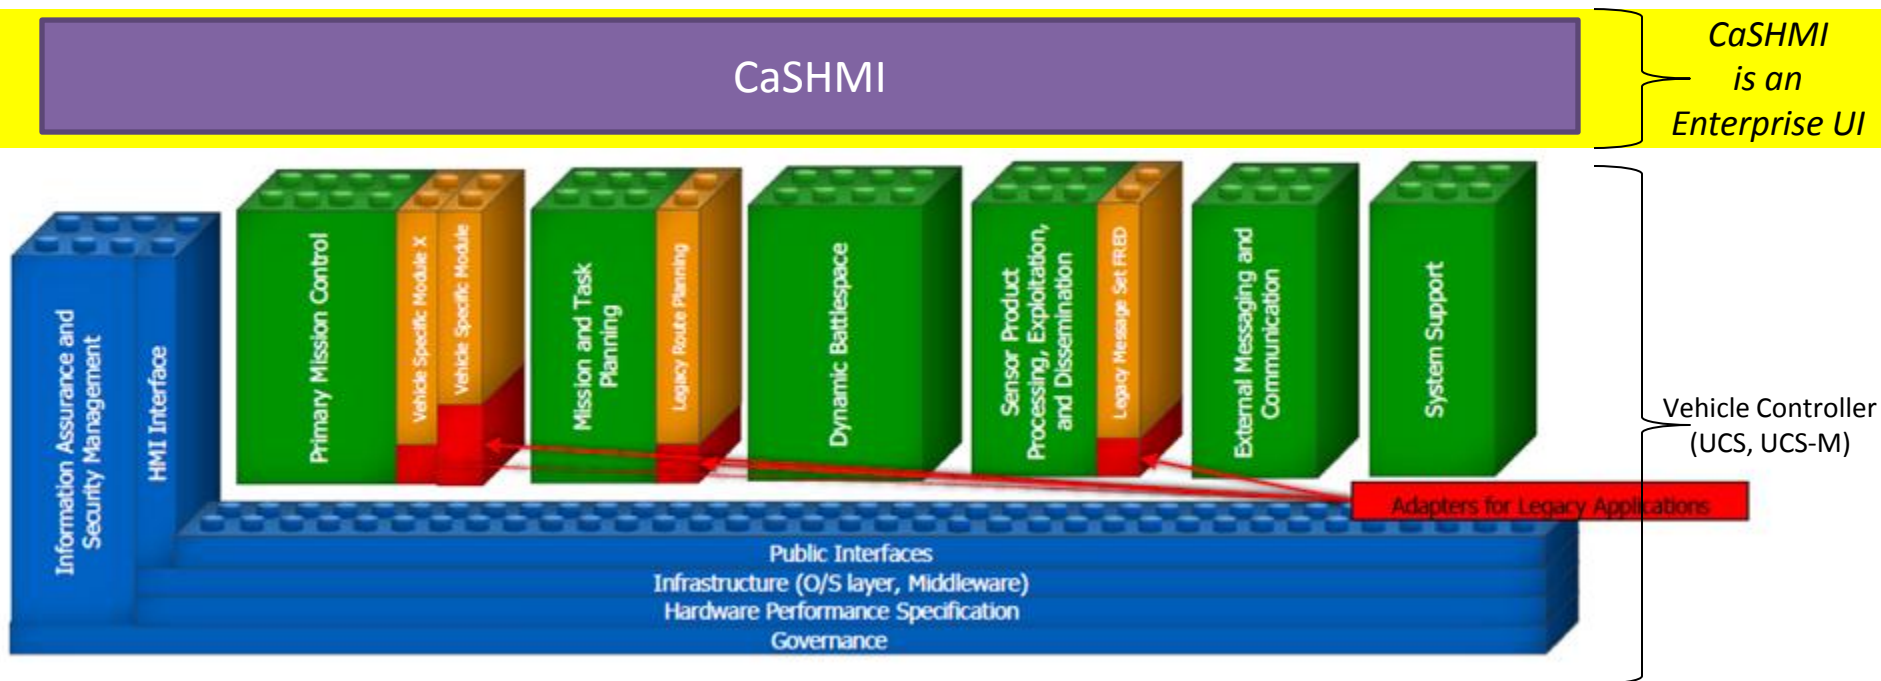 CaSHMI
CaSHMI
is an
Enterprise UI
Information Assurance and
Security Management
HMI Interface
Primary Mission Control
Vehicle Specific Module X
Vehicle Specific Module
Mission and Task
Planning
Legacy Route Planning
Dynamic Battlespace
Sensor Product
Processing, Exploitation,
and Dissemination
Legacy Message Set FRED
External Messaging and
Communication
System Support
Vehicle Controller
(UCS, UCS-M)
Adapters for Legacy Applications
Public Interfaces
Infrastructure (O/S layer, Middleware)
Hardware Performance Specification
Governance